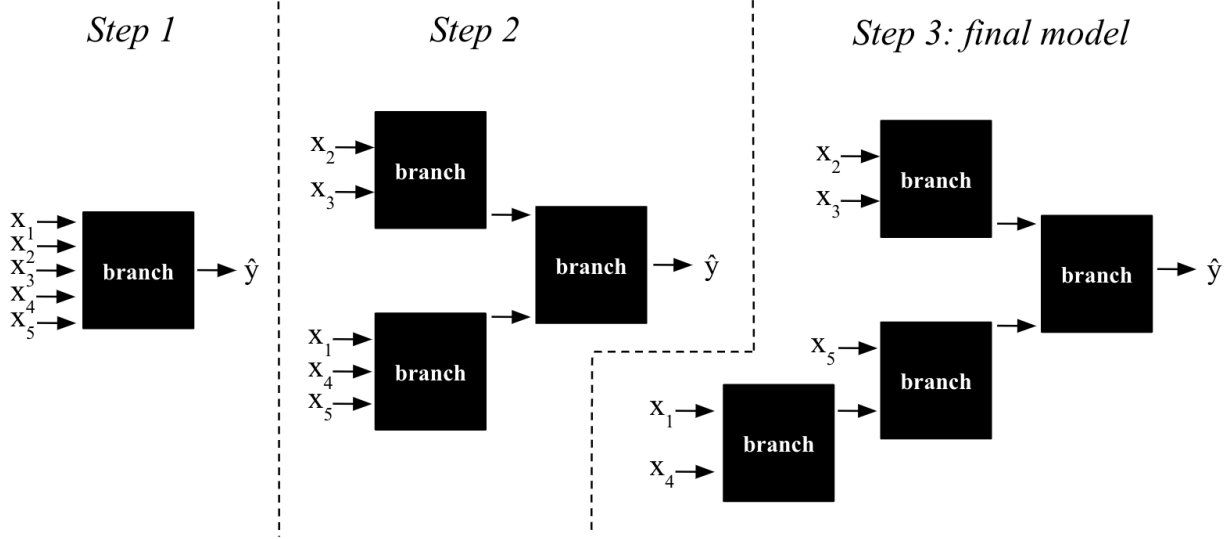 Step 1
x₁
x₂
x₃
x₄
x₅
branch
ŷ
Step 2
x₂
x₃
branch
x₁
x₄
x₅
branch
branch
ŷ
Step 3: final model
x₂
x₃
branch
x₅
branch
x₁
x₄
branch
branch
ŷ